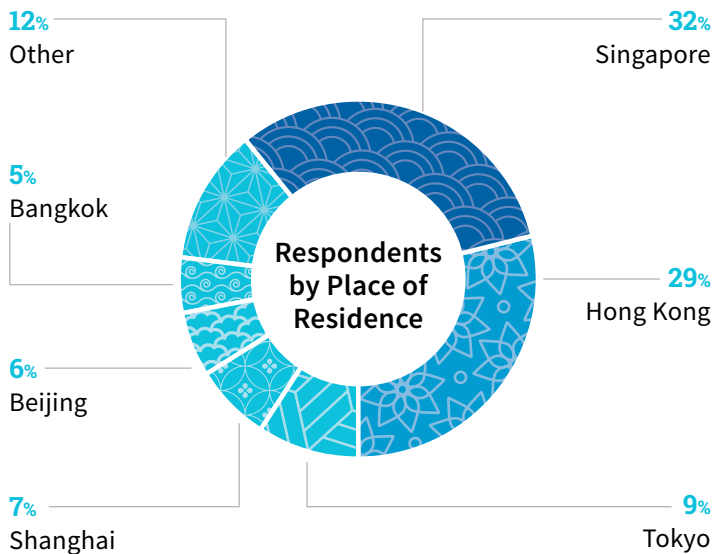 12%
Other
32%
Singapore
5%
Bangkok
Respondents
by Place of
Residence
29%
Hong Kong
6%
Beijing
7%
Shanghai
9%
Tokyo